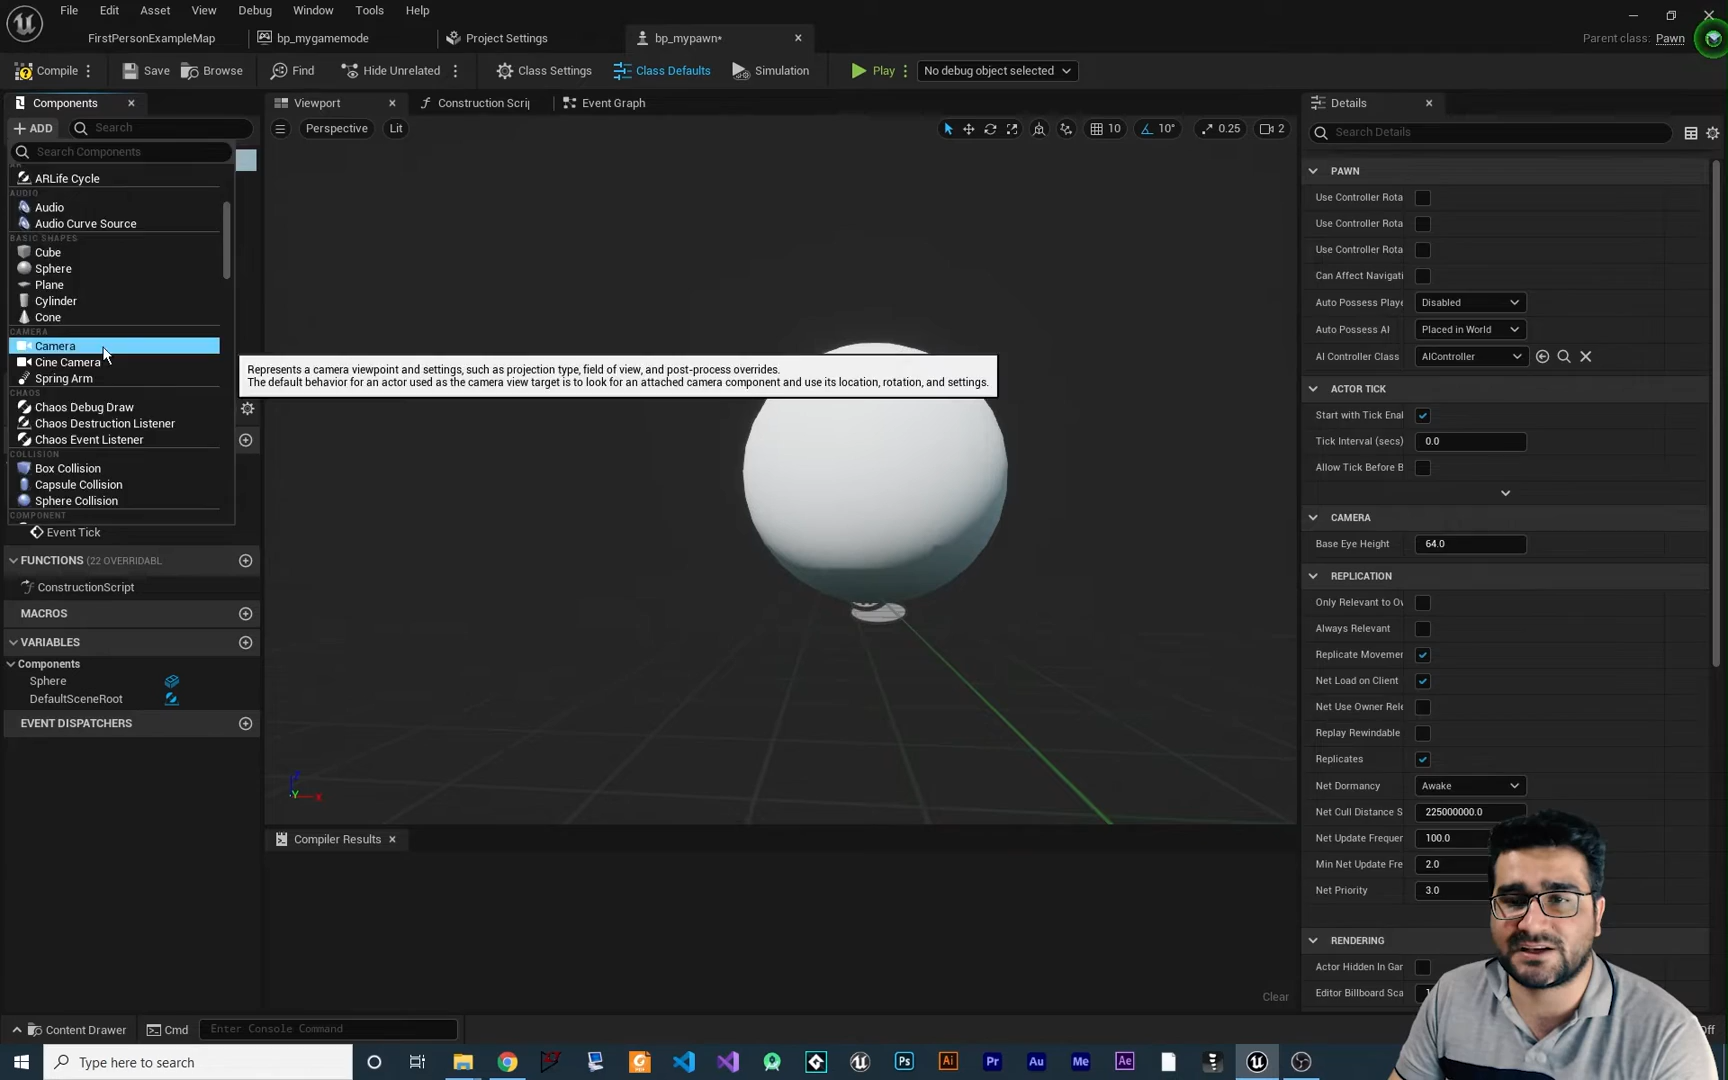 File Edit Asset View Debug Window Tools Help
FirstPersonExampleMap bp_mygamemode Project Settings bp_mypawn*
Parent class: Pawn
Compile Save Browse Find Hide Unrelated Class Settings Class Defaults Simulation Play No debug object selected
Components Viewport Construction Scrip Event Graph Details
ADD Search
Perspective Lit 10 10° 0.25 2
Search Details
Search Components
ARLife Cycle
AUDIO
Audio
Audio Curve Source
BASIC SHAPES
Cube
Sphere
Plane
Cylinder
Cone
CAMERA
Camera
Cine Camera
Spring Arm
CHAOS
Chaos Debug Draw
Chaos Destruction Listener
Chaos Event Listener
COLLISION
Box Collision
Capsule Collision
Sphere Collision
COMPONENT
Event Tick
FUNCTIONS (22 OVERRIDABL
ConstructionScript
MACROS
VARIABLES
Components
Sphere
DefaultSceneRoot
EVENT DISPATCHERS
Represents a camera viewpoint and settings, such as projection type, field of view, and post-process overrides.
The default behavior for an actor used as the camera view target is to look for an attached camera component and use its location, rotation, and settings.
Z
Y X
Compiler Results
Clear
PAWN
Use Controller Rota
Use Controller Rota
Use Controller Rota
Can Affect Navigati
Auto Possess Playe Disabled
Auto Possess AI Placed in World
AI Controller Class AIController
ACTOR TICK
Start with Tick Enal
Tick Interval (secs) 0.0
Allow Tick Before B
CAMERA
Base Eye Height 64.0
REPLICATION
Only Relevant to Ov
Always Relevant
Replicate Movemer
Net Load on Client
Net Use Owner Rele
Replay Rewindable
Replicates
Net Dormancy Awake
Net Cull Distance S 225000000.0
Net Update Frequer 100.0
Min Net Update Fre 2.0
Net Priority 3.0
RENDERING
Actor Hidden In Gar
Editor Billboard Sca
Content Drawer Cmd Enter Console Command
Off
Type here to search
Ps Ai Pr Au Me Ae